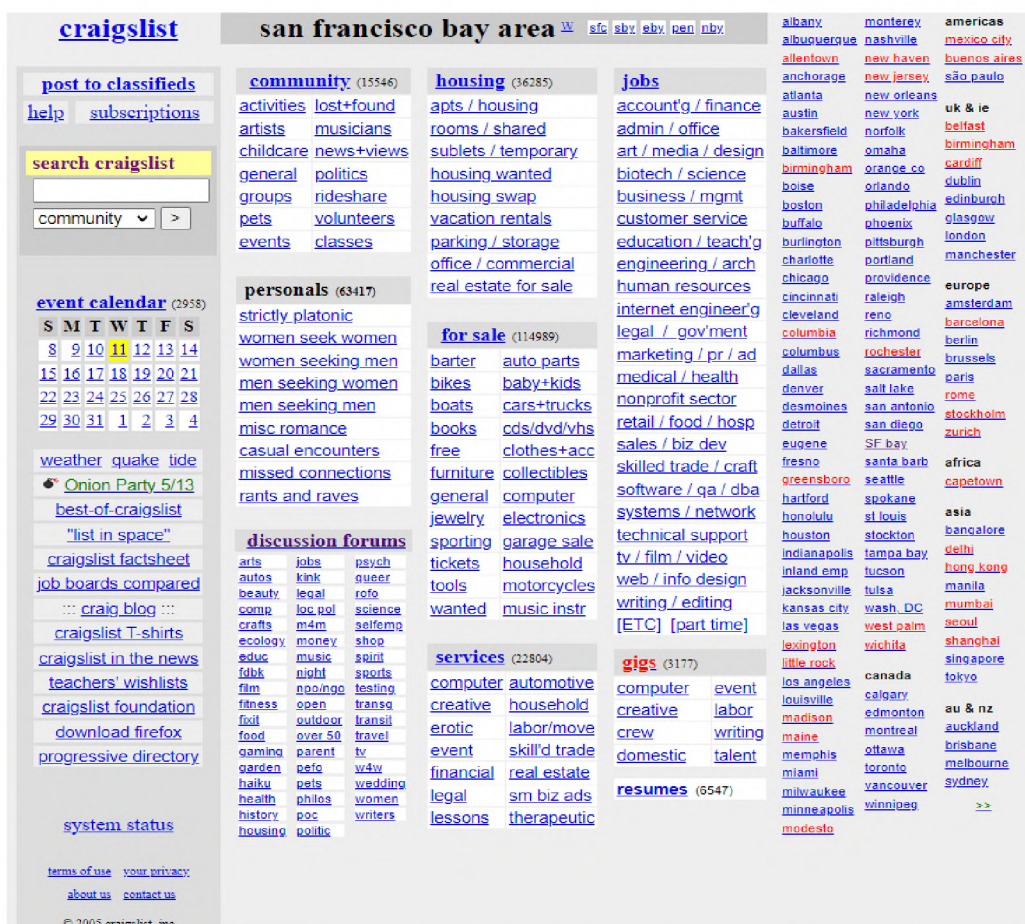 craigslist
post to classifieds
help subscriptions
search craigslist
community >
event calendar (2958)
S M T W T F S
8 9 10 11 12 13 14
15 16 17 18 19 20 21
22 23 24 25 26 27 28
29 30 31 1 2 3 4
weather quake tide
Onion Party 5/13
best-of-craigslist
"list in space"
craigslist factsheet
job boards compared
::: craig blog :::
craigslist T-shirts
craigslist in the news
teachers' wishlists
craigslist foundation
download firefox
progressive directory
system status
terms of use your privacy
about us contact us
© 2005 craigslist, inc
san francisco bay area w sfc sby eby pen nby
community (15546)
activities lost+found
artists musicians
childcare news+views
general politics
groups rideshare
pets volunteers
events classes
personals (63417)
strictly platonic
women seek women
women seeking men
men seeking women
men seeking men
misc romance
casual encounters
missed connections
rants and raves
discussion forums
arts jobs psych
autos kink queer
beauty legal rofo
comp loc pol science
crafts m4m selfemp
ecology money shop
educ music spirit
fdbk night sports
film npo/ngo testing
fitness open transg
fixit outdoor transit
food over 50 travel
gaming parent tv
garden pefo w4w
haiku pets wedding
health philos women
history poc writers
housing politic
housing (36285)
apts / housing
rooms / shared
sublets / temporary
housing wanted
housing swap
vacation rentals
parking / storage
office / commercial
real estate for sale
for sale (114989)
barter auto parts
bikes baby+kids
boats cars+trucks
books cds/dvd/vhs
free clothes+acc
furniture collectibles
general computer
jewelry electronics
sporting garage sale
tickets household
tools motorcycles
wanted music instr
services (22804)
computer automotive
creative household
erotic labor/move
event skill'd trade
financial real estate
legal sm biz ads
lessons therapeutic
jobs
account'g / finance
admin / office
art / media / design
biotech / science
business / mgmt
customer service
education / teach'g
engineering / arch
human resources
internet engineer'g
legal / gov'ment
marketing / pr / ad
medical / health
nonprofit sector
retail / food / hosp
sales / biz dev
skilled trade / craft
software / qa / dba
systems / network
technical support
tv / film / video
web / info design
writing / editing
[ETC] [part time]
gigs (3177)
computer event
creative labor
crew writing
domestic talent
resumes (6547)
albany
albuquerque
allentown
anchorage
atlanta
austin
bakersfield
baltimore
birmingham
boise
boston
buffalo
burlington
charlotte
chicago
cincinnati
cleveland
columbia
columbus
dallas
denver
desmoines
detroit
eugene
fresno
greensboro
hartford
honolulu
houston
indianapolis
inland emp
jacksonville
kansas city
las vegas
lexington
little rock
los angeles
louisville
madison
maine
memphis
miami
milwaukee
minneapolis
modesto
monterey
nashville
new haven
new jersey
new orleans
new york
norfolk
omaha
orange co
orlando
philadelphia
phoenix
pittsburgh
portland
providence
raleigh
reno
richmond
rochester
sacramento
salt lake
san antonio
san diego
SF bay
santa barb
seattle
spokane
st louis
stockton
tampa bay
tucson
tulsa
wash, DC
west palm
wichita
canada
calgary
edmonton
montreal
ottawa
toronto
vancouver
winnipeg
americas
mexico city
buenos aires
são paulo
uk & ie
belfast
birmingham
cardiff
dublin
edinburgh
glasgow
london
manchester
europe
amsterdam
barcelona
berlin
brussels
paris
rome
stockholm
zurich
africa
capetown
asia
bangalore
delhi
hong kong
manila
mumbai
seoul
shanghai
singapore
tokyo
au & nz
auckland
brisbane
melbourne
sydney
>>